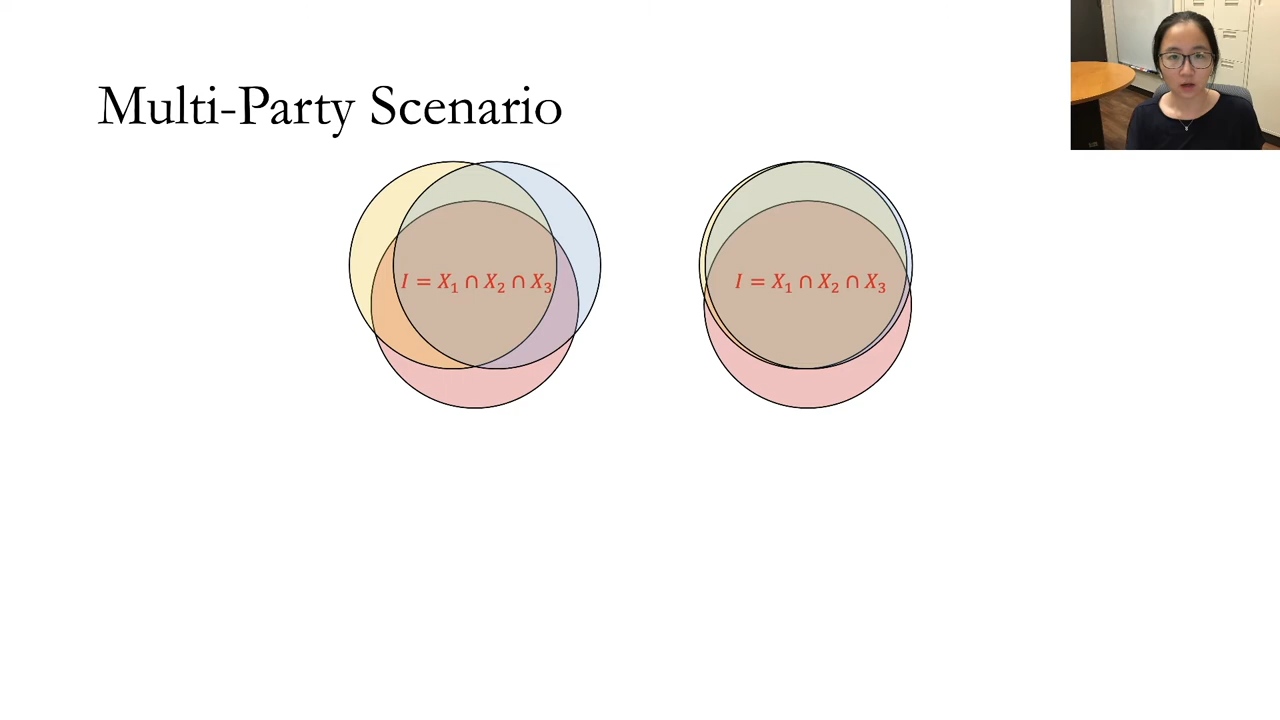 Multi-Party Scenario
I = X₁ ∩ X₂ ∩ X₃
I = X₁ ∩ X₂ ∩ X₃